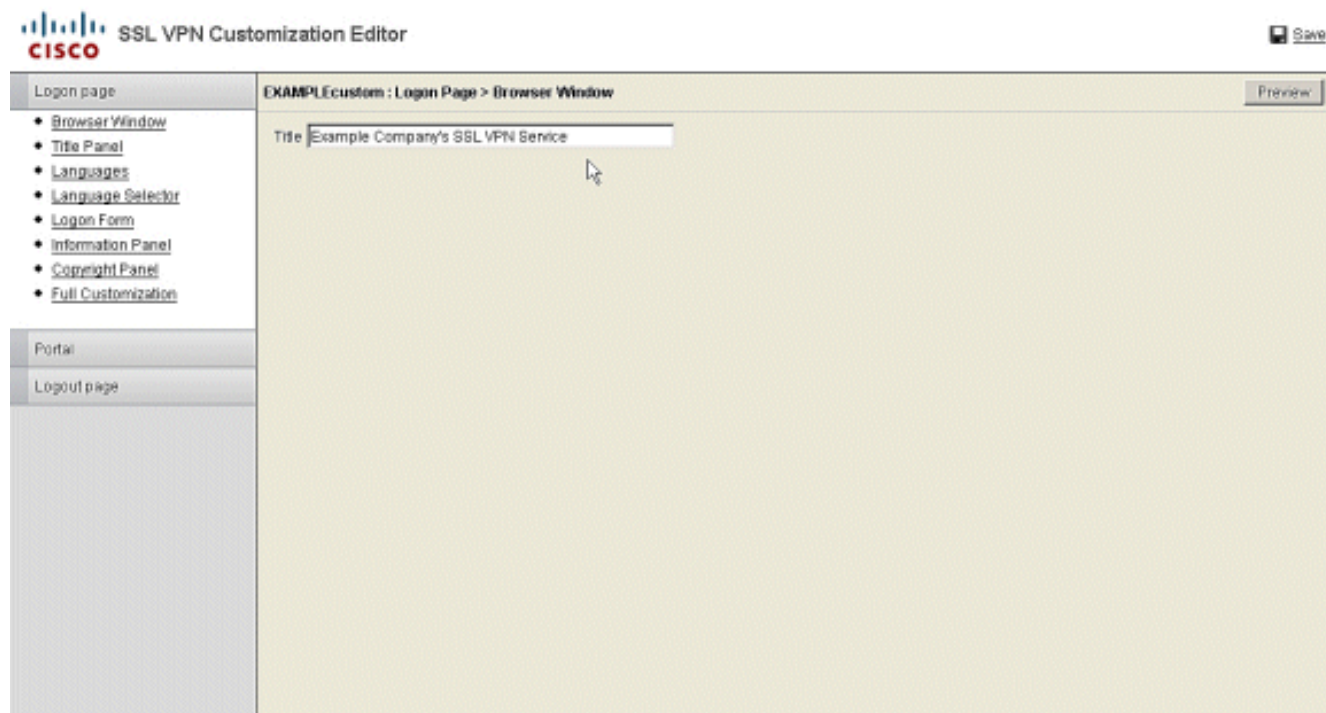 CISCO
SSL VPN Customization Editor
Save
Logon page
Browser Window
Title Panel
Languages
Language Selector
Logon Form
Information Panel
Copyright Panel
Full Customization
Portal
Logout page
EXAMPLEcustom : Logon Page > Browser Window
Preview
Title Example Company's SSL VPN Service